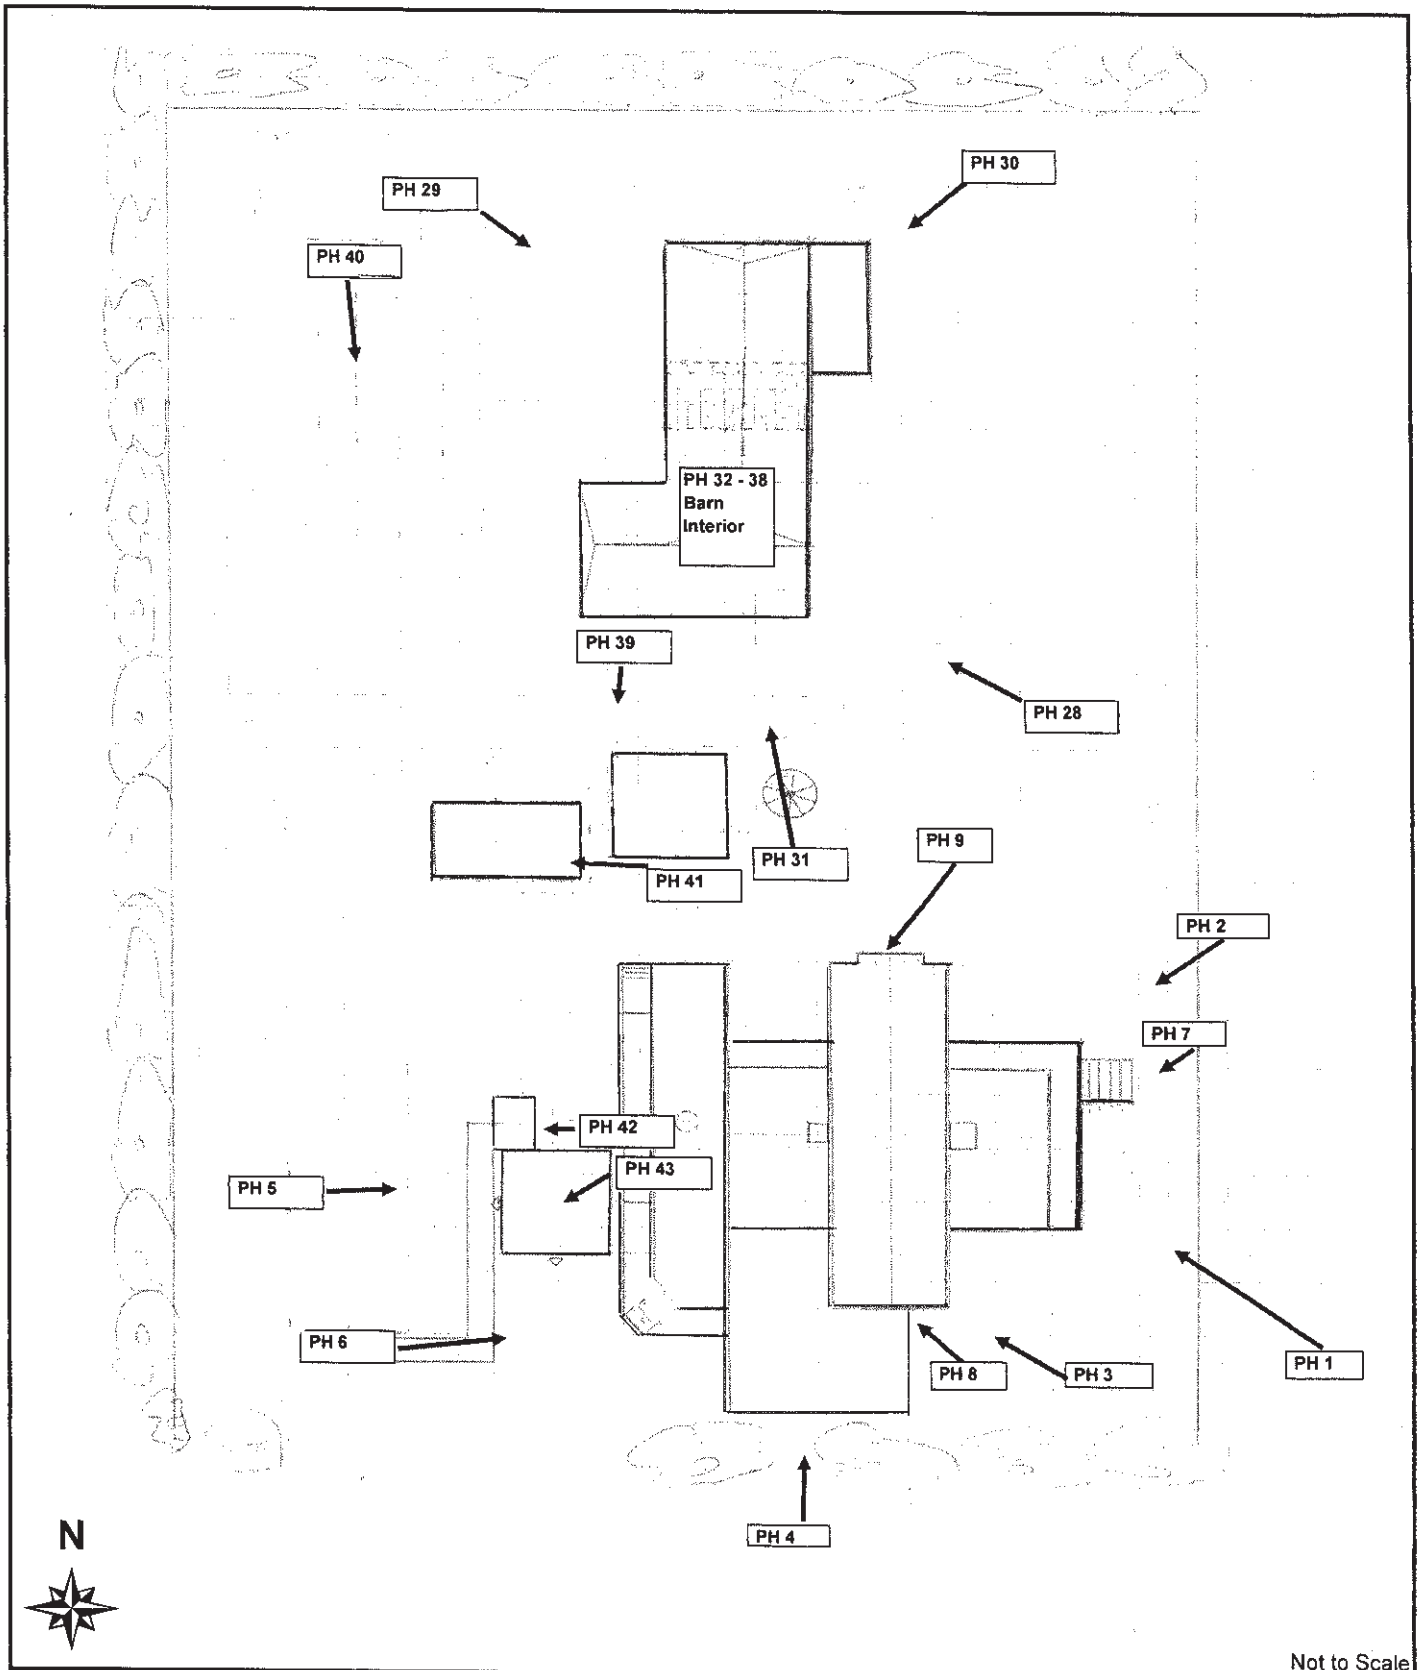 PH 30
PH 29
PH 40
PH 32 - 38
Barn
Interior
PH 39
PH 28
PH 9
PH 31
PH 41
PH 2
PH 7
PH 42
PH 43
PH 5
PH 6
PH 8
PH 3
PH 1
PH 4
N
Not to Scale